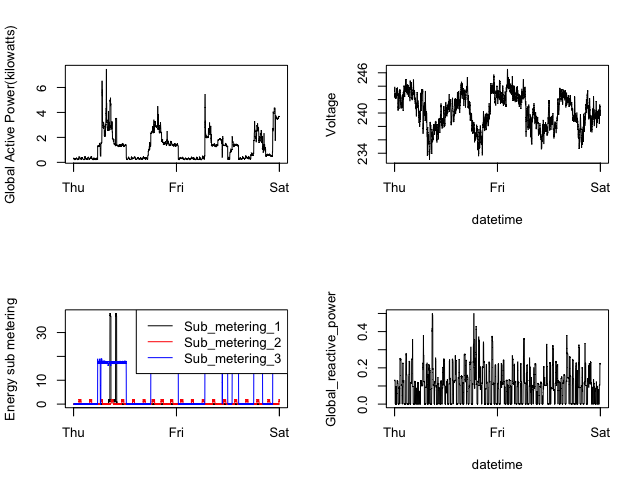 Global Active Power(kilowatts)
0
2
4
6
Thu
Fri
Sat
Voltage
234
240
246
Thu
Fri
Sat
datetime
Energy sub metering
0
10
30
Sub_metering_1
Sub_metering_2
Sub_metering_3
Thu
Fri
Sat
Global_reactive_power
0.0
0.2
0.4
Thu
Fri
Sat
datetime